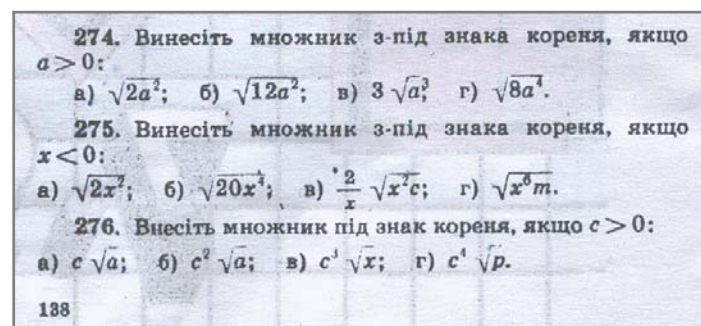 274. Винесіть множник з-під знака кореня, якщо
a > 0:
а) √2a²; б) √12a²; в) 3 √a³; г) √8a⁴.
275. Винесіть множник з-під знака кореня, якщо
x < 0:
а) √2x²; б) √20x⁴; в) 2/x √x²c; г) √x⁶m.
276. Внесіть множник під знак кореня, якщо c > 0:
а) c √a; б) c² √a; в) c³ √x; г) c⁴ √p.
138